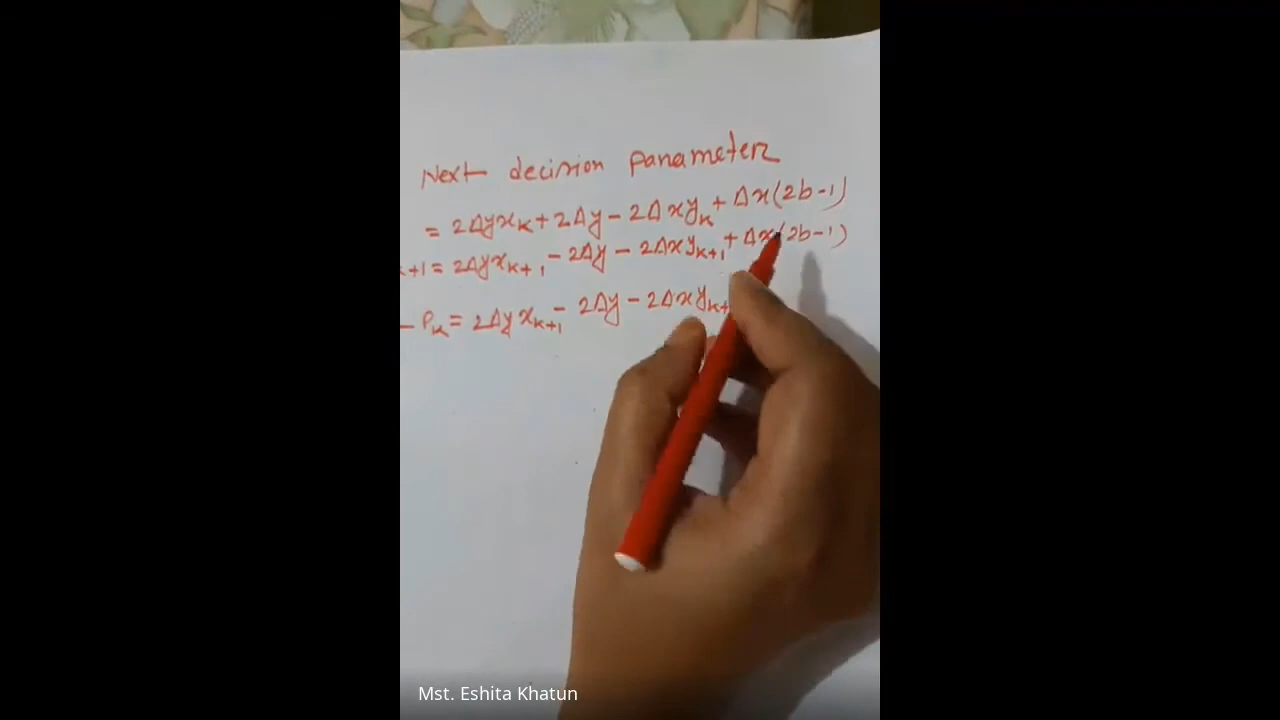 Next decision parameter
= 2Δyxₖ + 2Δy - 2Δxyₖ + Δx(2b-1)
k+1 = 2Δyxₖ₊₁ - 2Δy - 2Δxyₖ₊₁ + Δx(2b-1)
- Pₖ = 2Δyxₖ₊₁ - 2Δy - 2Δxyₖ₊
Mst. Eshita Khatun